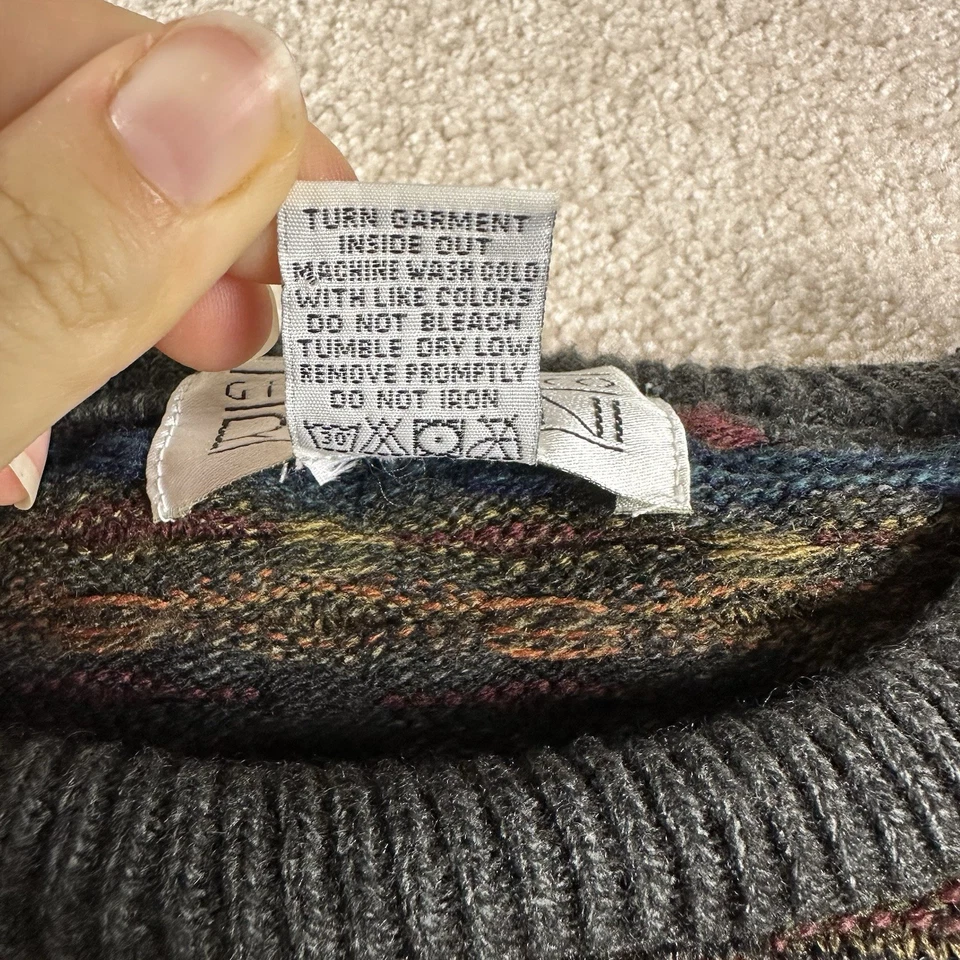 TURN GARMENT
INSIDE OUT
MACHINE WASH COLD
WITH LIKE COLORS
DO NOT BLEACH
TUMBLE DRY LOW
REMOVE PROMPTLY
DO NOT IRON
30